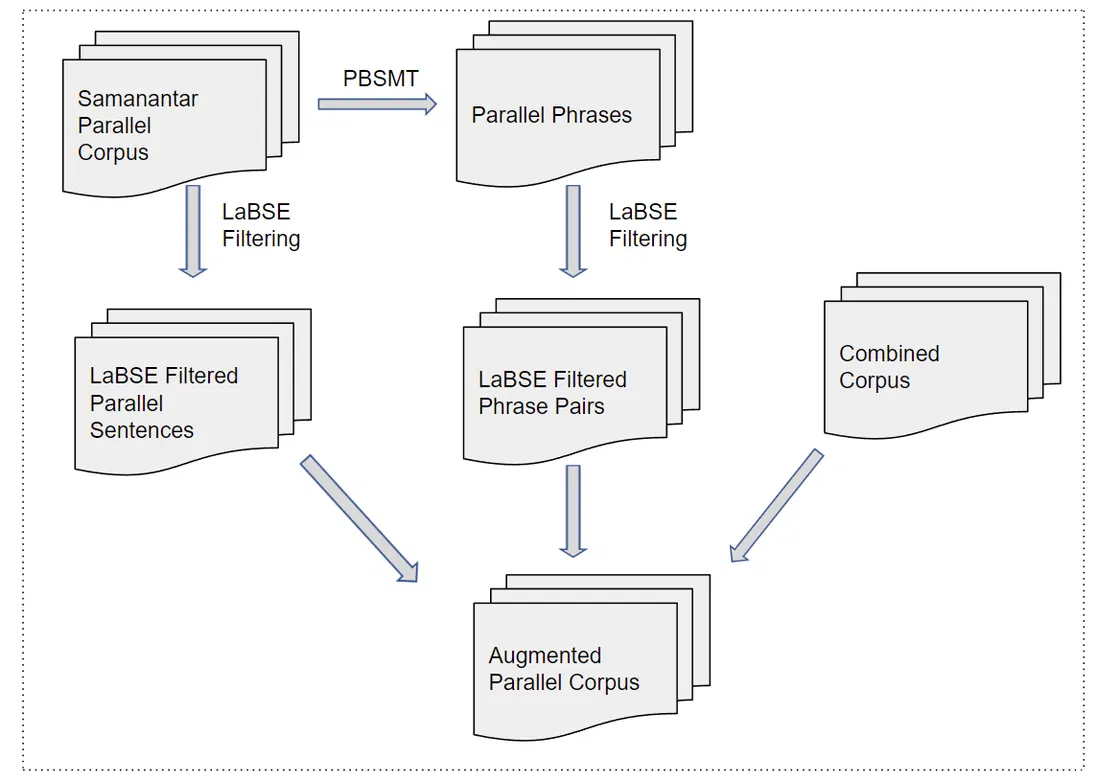 Samanantar
Parallel
Corpus
PBSMT
Parallel Phrases
LaBSE
Filtering
LaBSE
Filtering
LaBSE Filtered
Parallel
Sentences
LaBSE Filtered
Phrase Pairs
Combined
Corpus
Augmented
Parallel Corpus